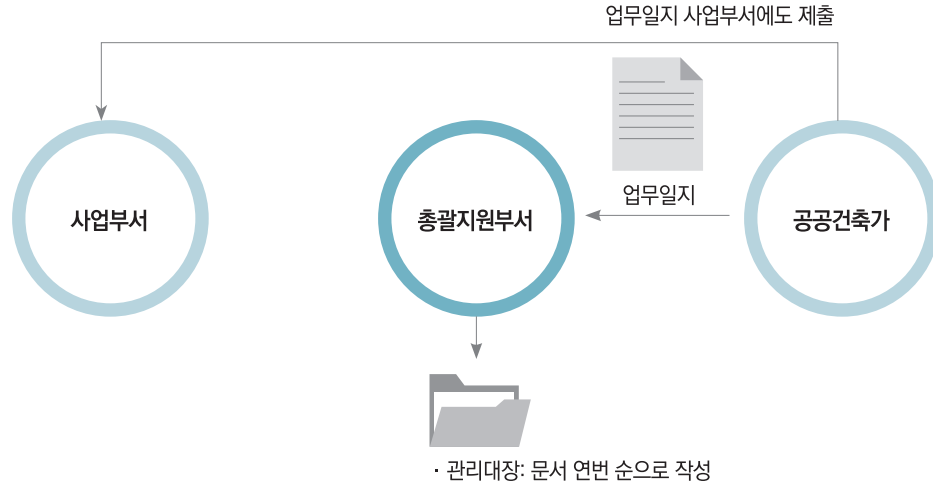 업무일지 사업부서에도 제출
업무일지
사업부서
총괄지원부서
공공건축가
· 관리대장: 문서 연번 순으로 작성